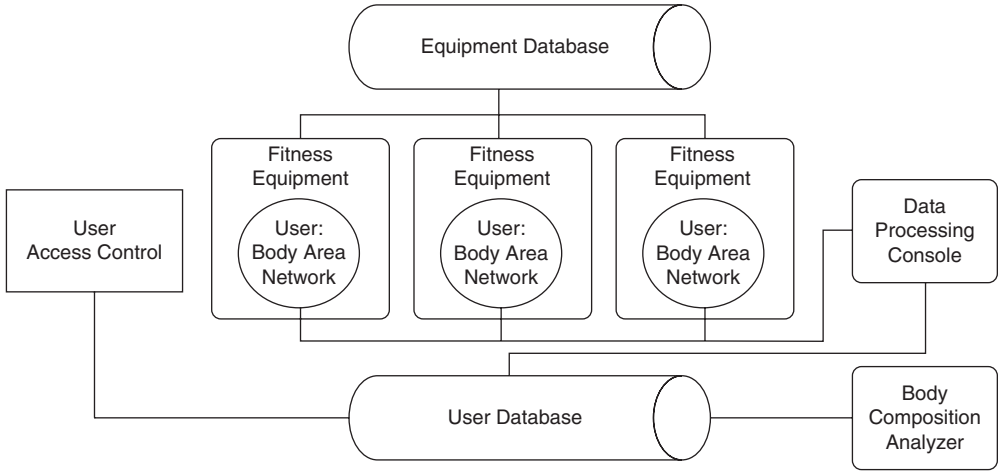 Equipment Database
Fitness
Equipment
User:
Body Area
Network
Fitness
Equipment
User:
Body Area
Network
Fitness
Equipment
User:
Body Area
Network
User
Access Control
Data
Processing
Console
User Database
Body
Composition
Analyzer